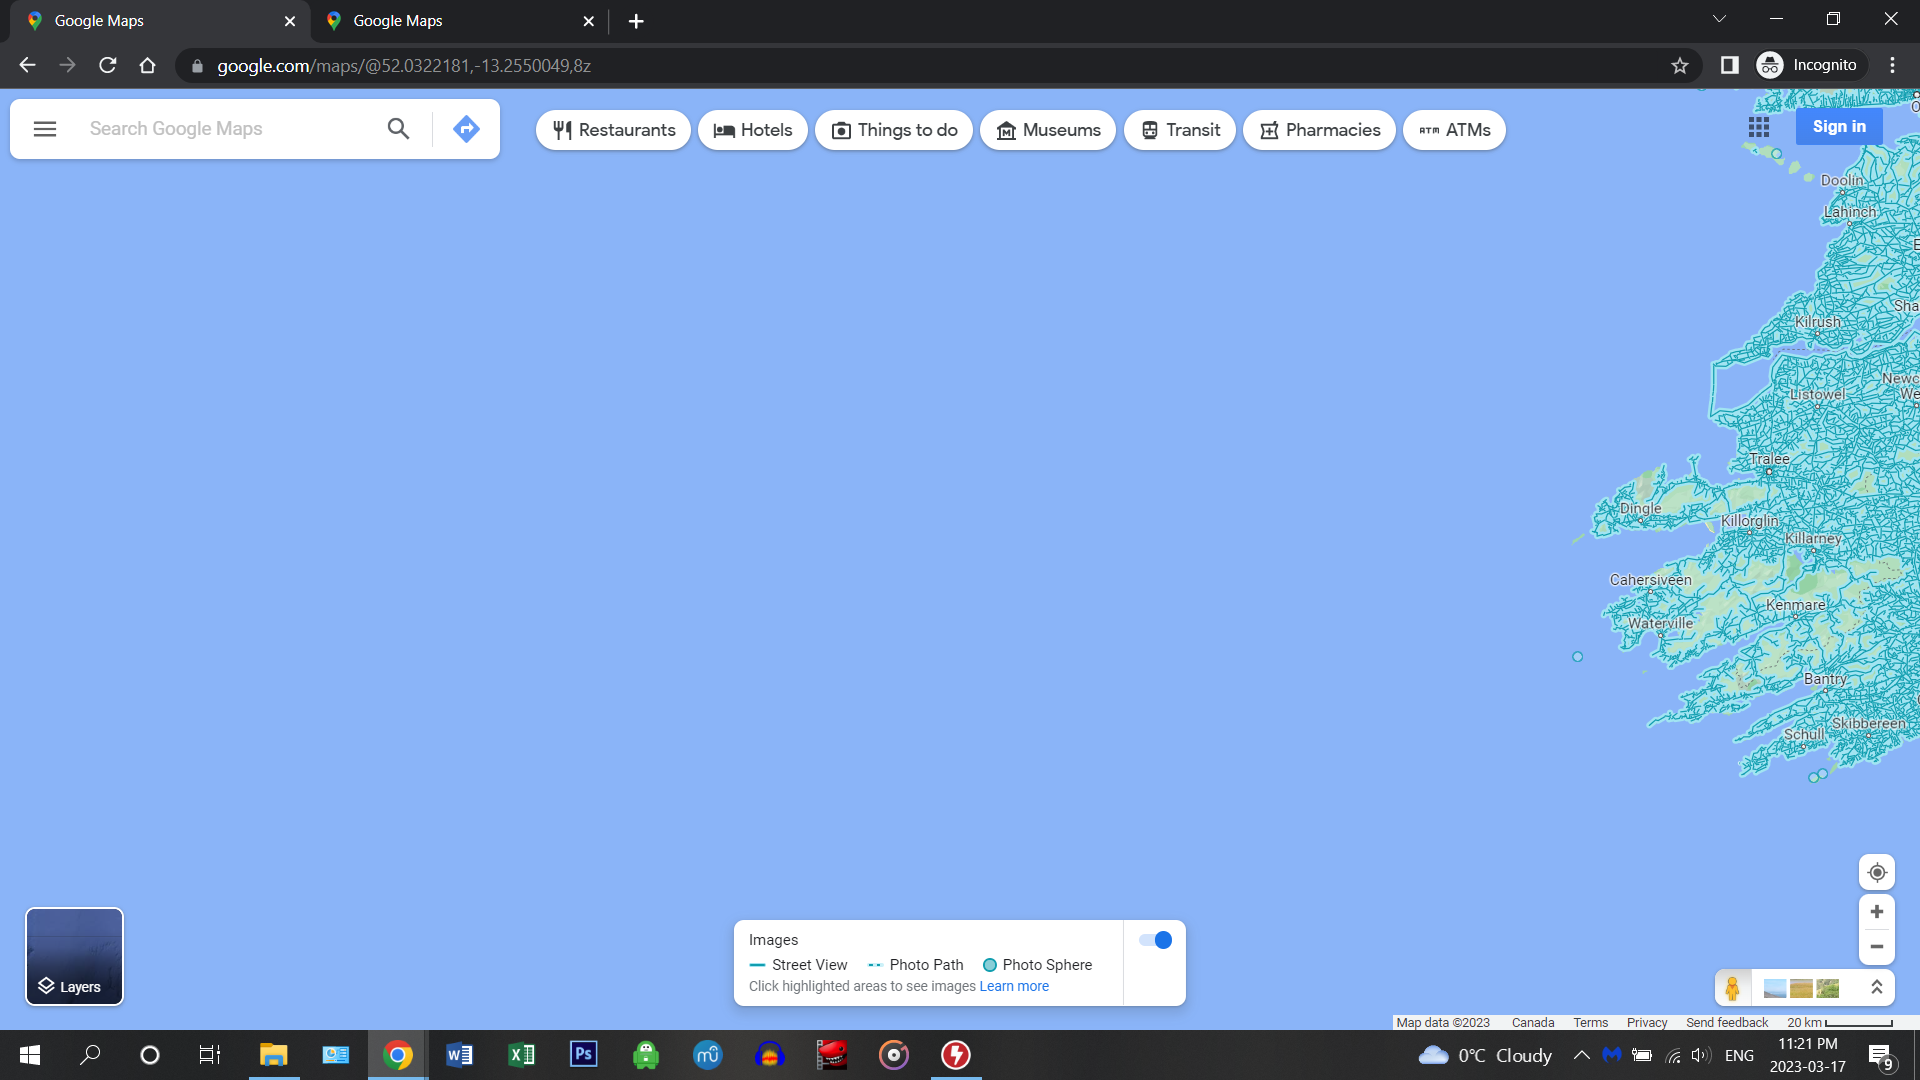 Google Maps
Google Maps
google.com/maps/@52.0322181,-13.2550049,8z
Incognito
Search Google Maps
Restaurants
Hotels
Things to do
Museums
Transit
Pharmacies
ATM ATMs
Sign in
Doolin
Lahinch
Kilrush
Listowel
Tralee
Dingle
Killorglin
Killarney
Cahersiveen
Kenmare
Waterville
Bantry
Skibbereen
Schull
Layers
Images
Street View Photo Path Photo Sphere
Click highlighted areas to see images Learn more
Map data ©2023 Canada Terms Privacy Send feedback 20 km
W X Ps mu
0°C Cloudy
ENG
11:21 PM
2023-03-17
9